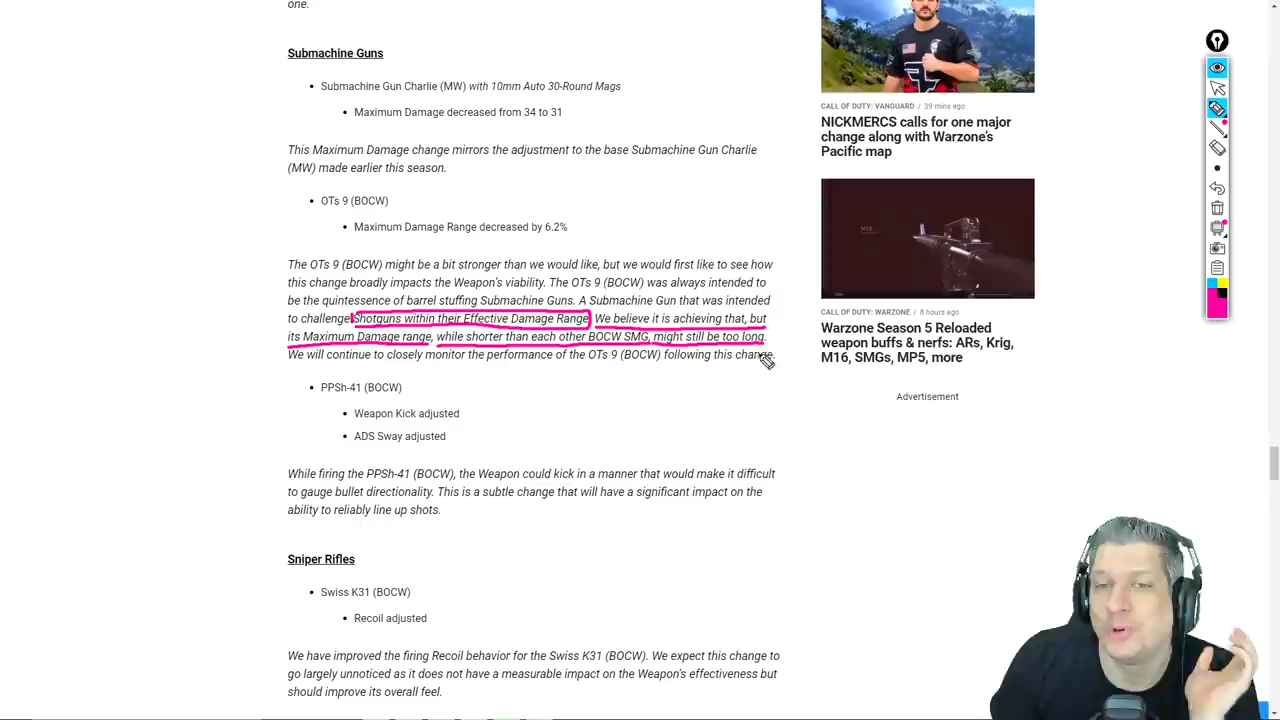 one.
Submachine Guns
Submachine Gun Charlie (MW) with 10mm Auto 30-Round Mags
Maximum Damage decreased from 34 to 31
This Maximum Damage change mirrors the adjustment to the base Submachine Gun Charlie
(MW) made earlier this season.
OTs 9 (BOCW)
Maximum Damage Range decreased by 6.2%
The OTs 9 (BOCW) might be a bit stronger than we would like, but we would first like to see how
this change broadly impacts the Weapon's viability. The OTs 9 (BOCW) was always intended to
be the quintessence of barrel stuffing Submachine Guns. A Submachine Gun that was intended
to challenge Shotguns within their Effective Damage Range. We believe it is achieving that, but
its Maximum Damage range, while shorter than each other BOCW SMG, might still be too long.
We will continue to closely monitor the performance of the OTs 9 (BOCW) following this change.
PPSh-41 (BOCW)
Weapon Kick adjusted
ADS Sway adjusted
While firing the PPSh-41 (BOCW), the Weapon could kick in a manner that would make it difficult
to gauge bullet directionality. This is a subtle change that will have a significant impact on the
ability to reliably line up shots.
Sniper Rifles
Swiss K31 (BOCW)
Recoil adjusted
We have improved the firing Recoil behavior for the Swiss K31 (BOCW). We expect this change to
go largely unnoticed as it does not have a measurable impact on the Weapon's effectiveness but
should improve its overall feel.
CALL OF DUTY: VANGUARD / 39 mins ago
NICKMERCS calls for one major
change along with Warzone's
Pacific map
CALL OF DUTY: WARZONE / 8 hours ago
Warzone Season 5 Reloaded
weapon buffs & nerfs: ARs, Krig,
M16, SMGs, MP5, more
Advertisement